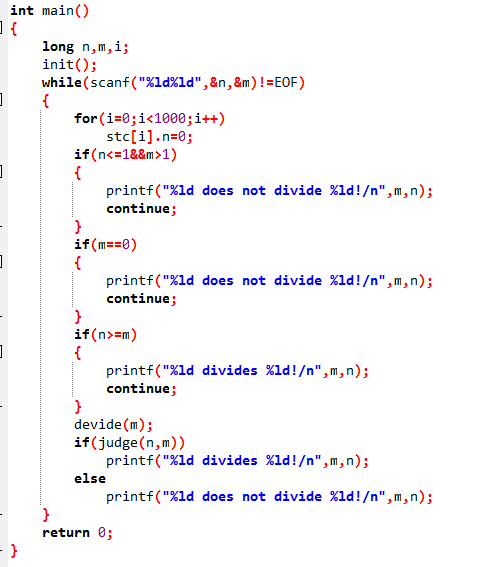 int main()
{
long n,m,i;
init();
while(scanf("%ld%ld",&n,&m)!=EOF)
{
for(i=0;i<1000;i++)
stc[i].n=0;
if(n<=1&&m>1)
{
printf("%ld does not divide %ld!/n",m,n);
continue;
}
if(m==0)
{
printf("%ld does not divide %ld!/n",m,n);
continue;
}
if(n>=m)
{
printf("%ld divides %ld!/n",m,n);
continue;
}
devide(m);
if(judge(n,m))
printf("%ld divides %ld!/n",m,n);
else
printf("%ld does not divide %ld!/n",m,n);
}
return 0;
}